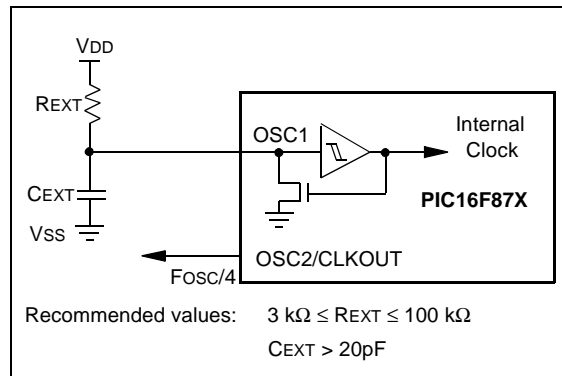 VDD
REXT
OSC1
Internal
Clock
CEXT
PIC16F87X
VSS
OSC2/CLKOUT
FOSC/4
Recommended values: 3 kΩ ≤ REXT ≤ 100 kΩ
CEXT > 20pF